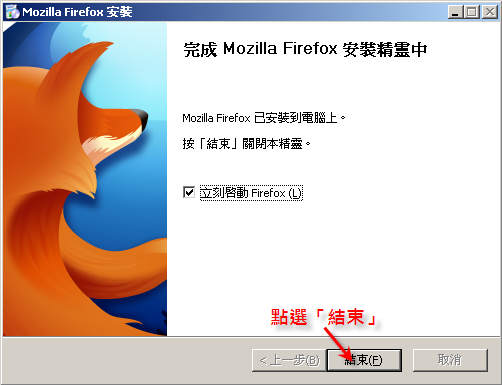 Mozilla Firefox 安裝
完成 Mozilla Firefox 安裝精靈中
Mozilla Firefox 已安裝到電腦上。
按「結束」關閉本精靈。
立刻啟動 Firefox (L)
點選「結束」
< 上一步(B)
結束(F)
取消